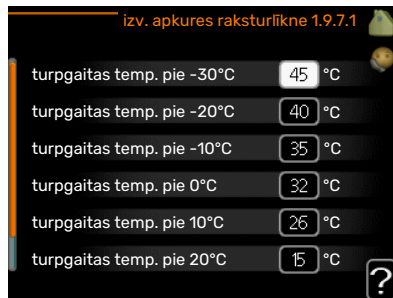 izv. apkures raksturlīkne 1.9.7.1
turpgaitas temp. pie -30°C 45 °C
turpgaitas temp. pie -20°C 40 °C
turpgaitas temp. pie -10°C 35 °C
turpgaitas temp. pie 0°C 32 °C
turpgaitas temp. pie 10°C 26 °C
turpgaitas temp. pie 20°C 15 °C
?